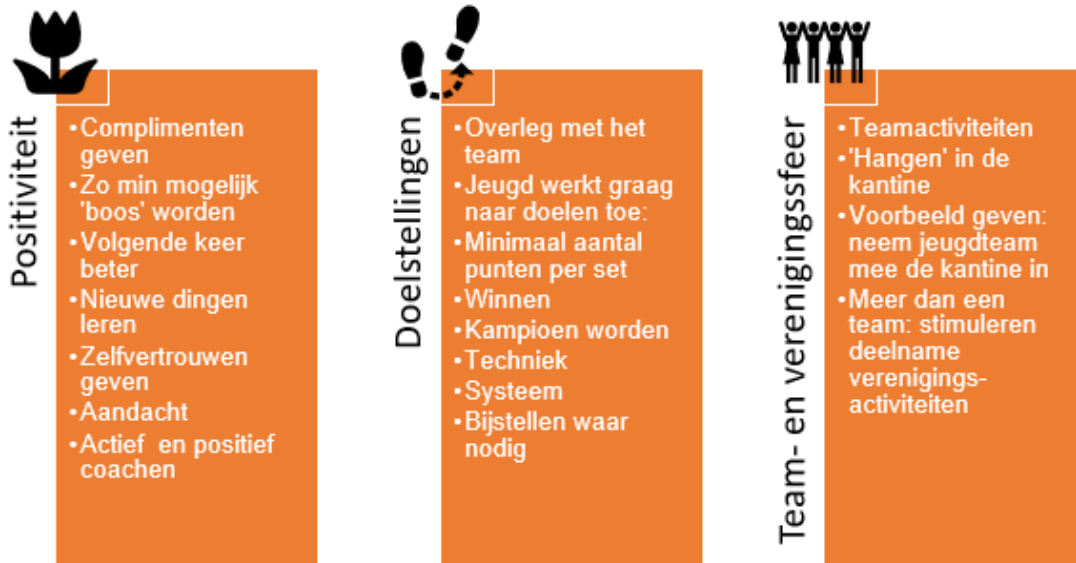 Positiviteit
•Complimenten
geven
•Zo min mogelijk
'boos' worden
•Volgende keer
beter
•Nieuwe dingen
leren
•Zelfvertrouwen
geven
•Aandacht
•Actief en positief
coachen
Doelstellingen
•Overleg met het
team
•Jeugd werkt graag
naar doelen toe:
•Minimaal aantal
punten per set
•Winnen
•Kampioen worden
•Techniek
•Systeem
•Bijstellen waar
nodig
Team- en verenigingssfeer
•Teamactiviteiten
•'Hangen' in de
kantine
•Voorbeeld geven:
neem jeugdteam
mee de kantine in
•Meer dan een
team: stimuleren
deelname
verenigings-
activiteiten